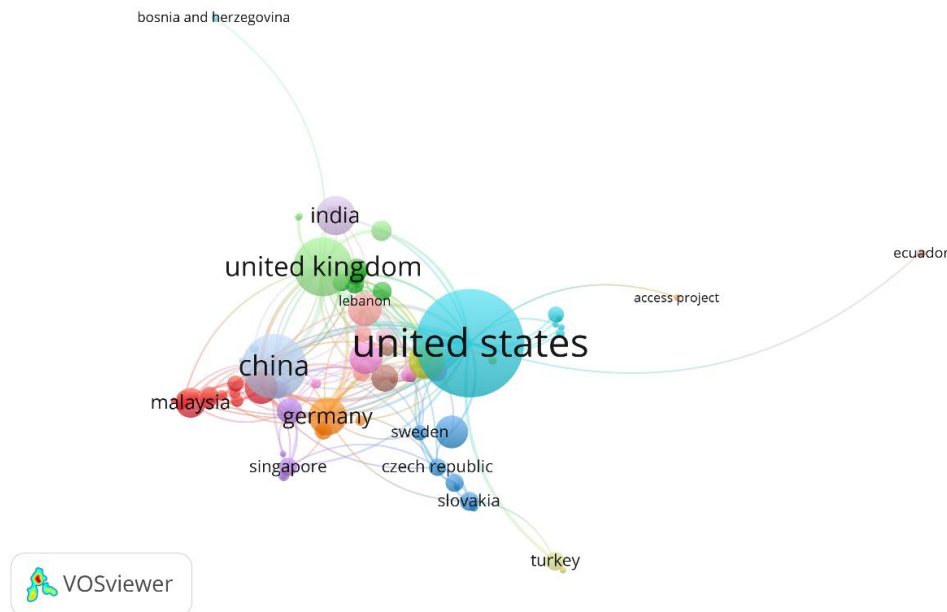 bosnia and herzegovina
india
united kingdom
ecuador
access project
lebanon
united states
china
malaysia
germany
sweden
singapore
czech republic
slovakia
turkey
VOSviewer